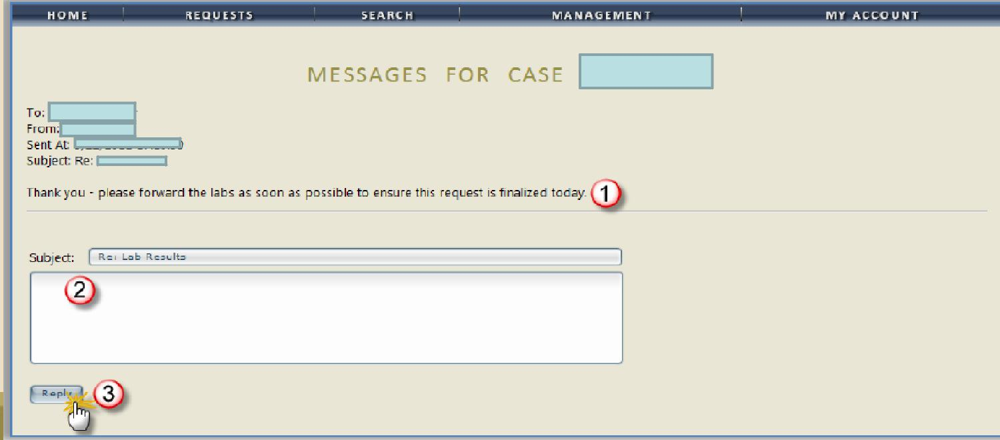 HOME REQUESTS SEARCH MANAGEMENT MY ACCOUNT
MESSAGES FOR CASE
To:
From:
Sent At:
Subject: Re:
Thank you - please forward the labs as soon as possible to ensure this request is finalized today. 1
Subject: Re: Lab Results
2
Reply 3